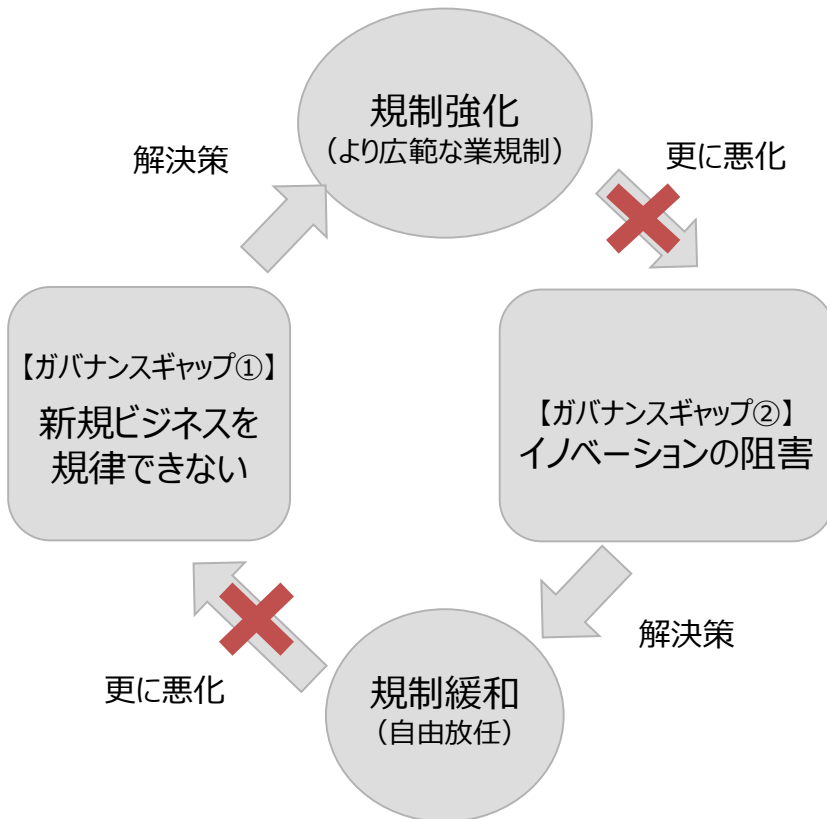 規制強化
（より広範な業規制）
解決策
更に悪化
【ガバナンスギャップ①】
新規ビジネスを
規律できない
【ガバナンスギャップ②】
イノベーションの阻害
解決策
更に悪化
規制緩和
（自由放任）